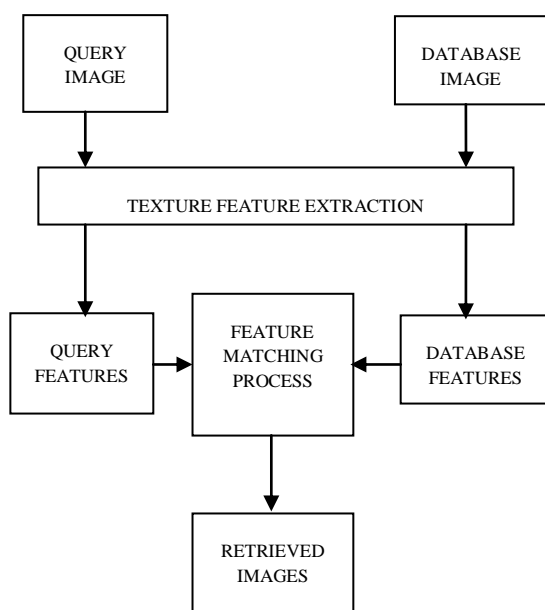 QUERY
IMAGE
DATABASE
IMAGE
TEXTURE FEATURE EXTRACTION
QUERY
FEATURES
FEATURE
MATCHING
PROCESS
DATABASE
FEATURES
RETRIEVED
IMAGES